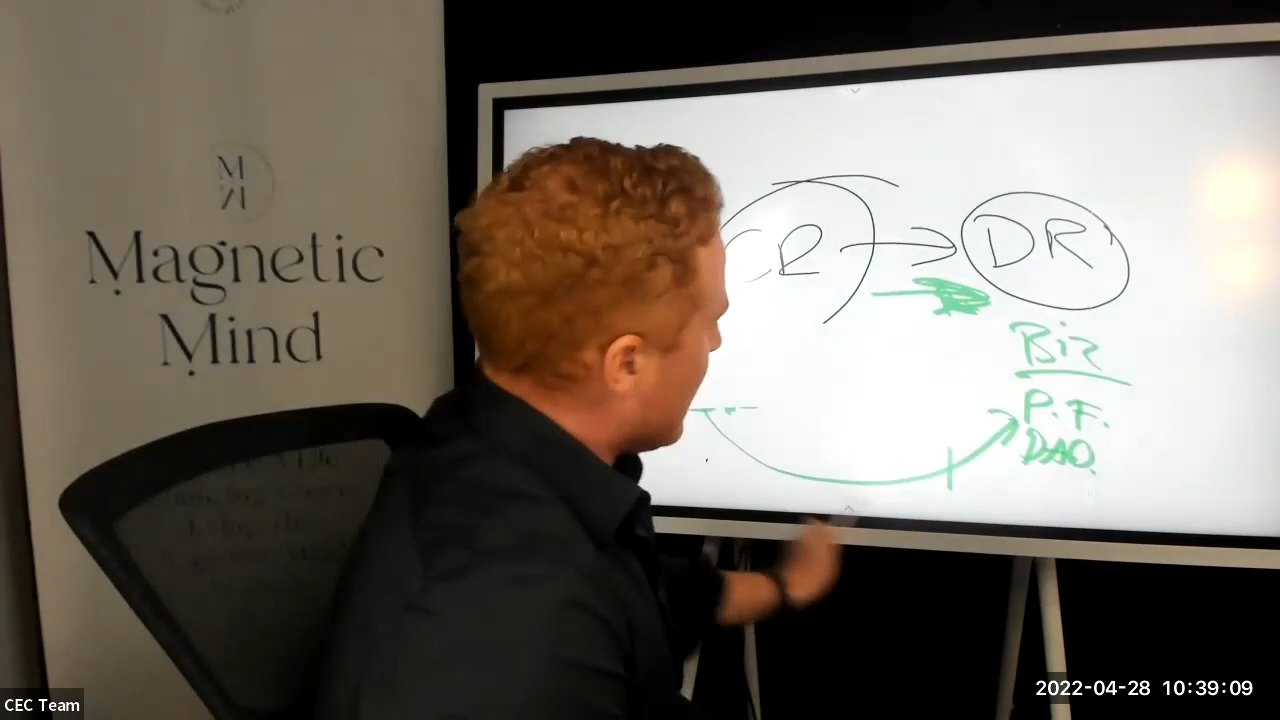 M
M
Magnetic
Mind
CR
DR
Biz
P.F.
DAO.
CEC Team
2022-04-28 10:39:09